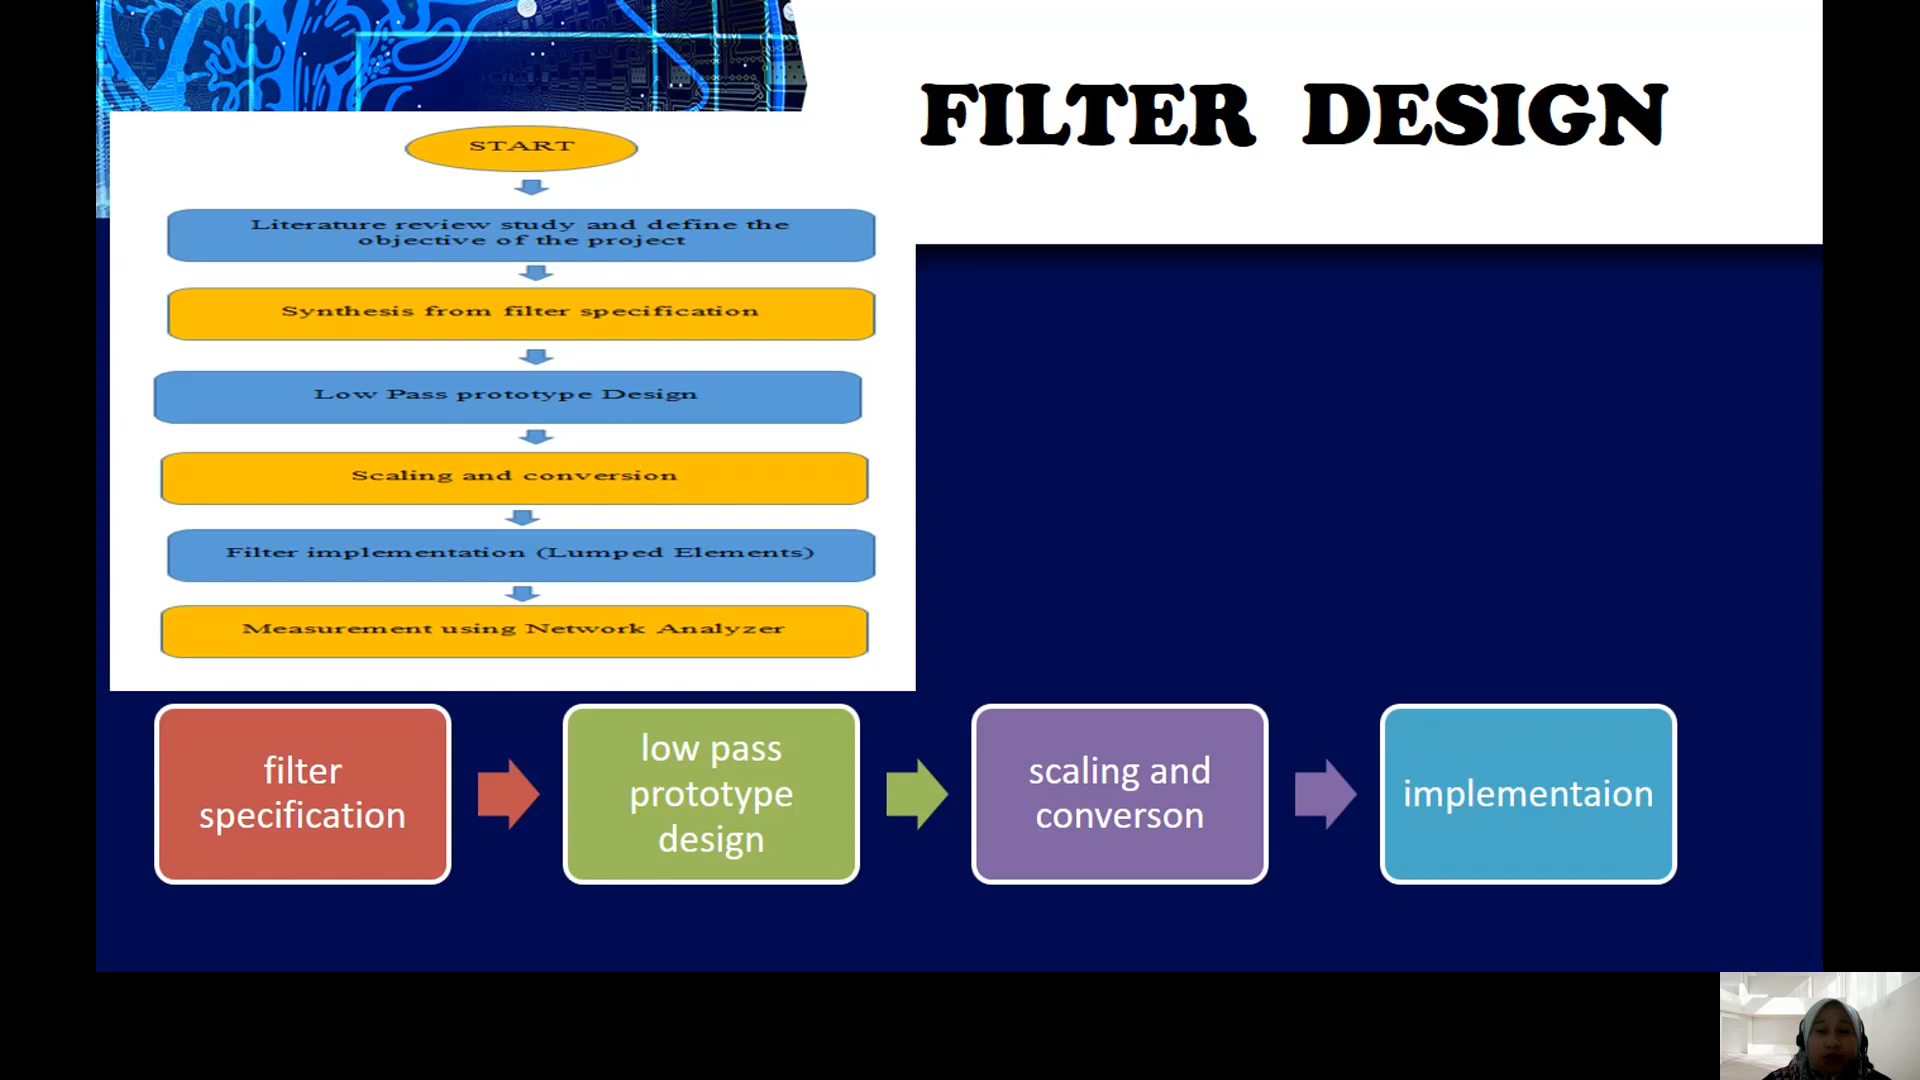 FILTER DESIGN
START
Literature review study and define the
objective of the project
Synthesis from filter specification
Low Pass prototype Design
Scaling and conversion
Filter implementation (Lumped Elements)
Measurement using Network Analyzer
filter
specification
low pass
prototype
design
scaling and
converson
implementaion